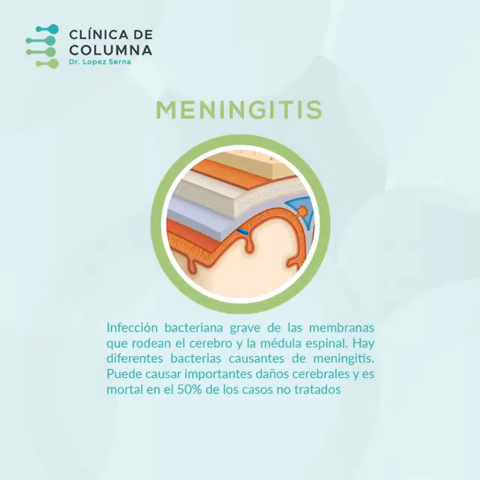 CLÍNICA DE
COLUMNA
Dr. Lopez Serna
MENINGITIS
Infección bacteriana grave de las membranas
que rodean el cerebro y la médula espinal. Hay
diferentes bacterias causantes de meningitis.
Puede causar importantes daños cerebrales y es
mortal en el 50% de los casos no tratados